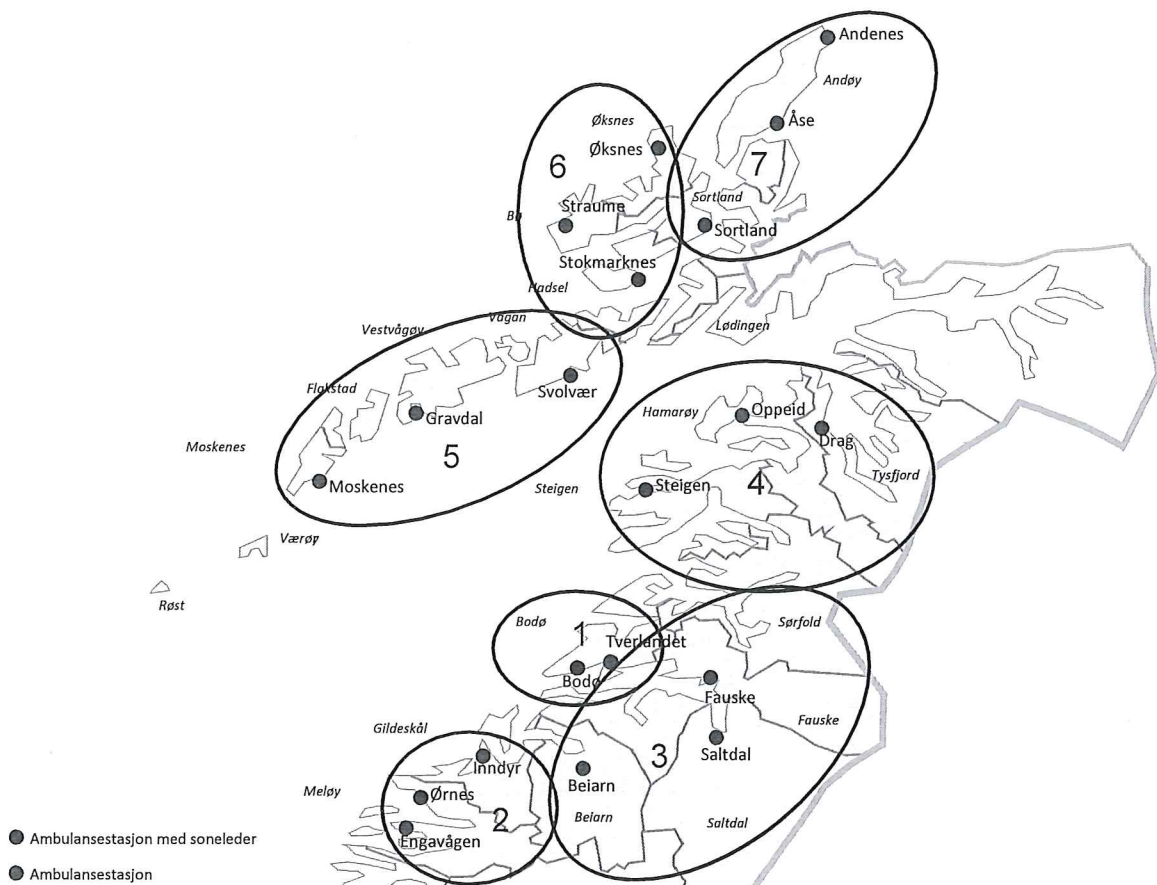 Andenes
Andøy
Åse
Øksnes
Øksnes
6
7
Sortland
Straume
Bø
Sortland
Stokmarknes
Hadsel
Vågan
Vestvågøy
Lødingen
Svolvær
Flakstad
Gravdal
Hamarøy
Oppeid
Drag
Moskenes
5
Tysfjord
Moskenes
Steigen
Steigen
4
Værøy
Røst
Bodø
1
Sørfold
Tverlandet
Bodø
Fauske
Fauske
Gildeskål
3
Saltdal
Inndyr
Beiarn
Meløy
Ørnes
2
Beiarn
Saltdal
Engavågen
Ambulansestasjon med soneleder
Ambulansestasjon